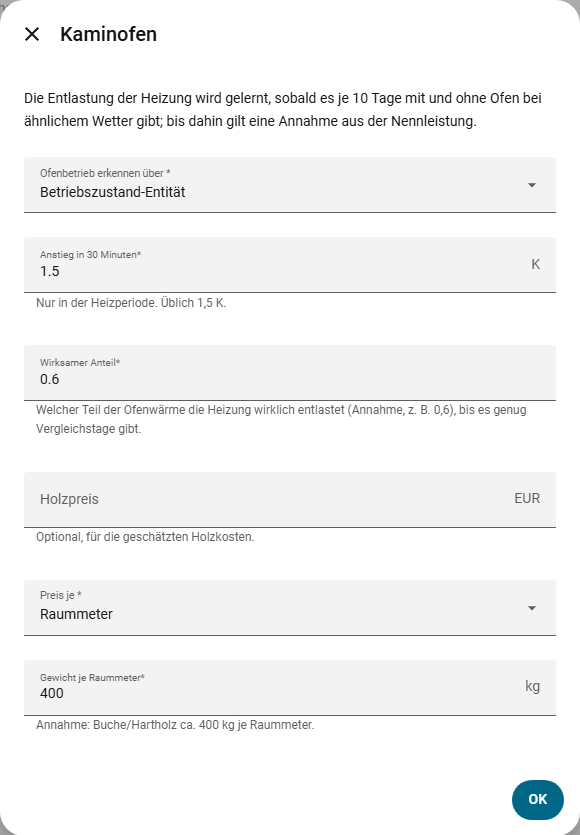 Kaminofen
Die Entlastung der Heizung wird gelernt, sobald es je 10 Tage mit und ohne Ofen bei
ähnlichem Wetter gibt; bis dahin gilt eine Annahme aus der Nennleistung.
Ofenbetrieb erkennen über *
Betriebszustand-Entität
Anstieg in 30 Minuten*
1.5
K
Nur in der Heizperiode. Üblich 1,5 K.
Wirksamer Anteil*
0.6
Welcher Teil der Ofenwärme die Heizung wirklich entlastet (Annahme, z. B. 0,6), bis es genug
Vergleichstage gibt.
Holzpreis
EUR
Optional, für die geschätzten Holzkosten.
Preis je *
Raummeter
Gewicht je Raummeter*
400
kg
Annahme: Buche/Hartholz ca. 400 kg je Raummeter.
OK